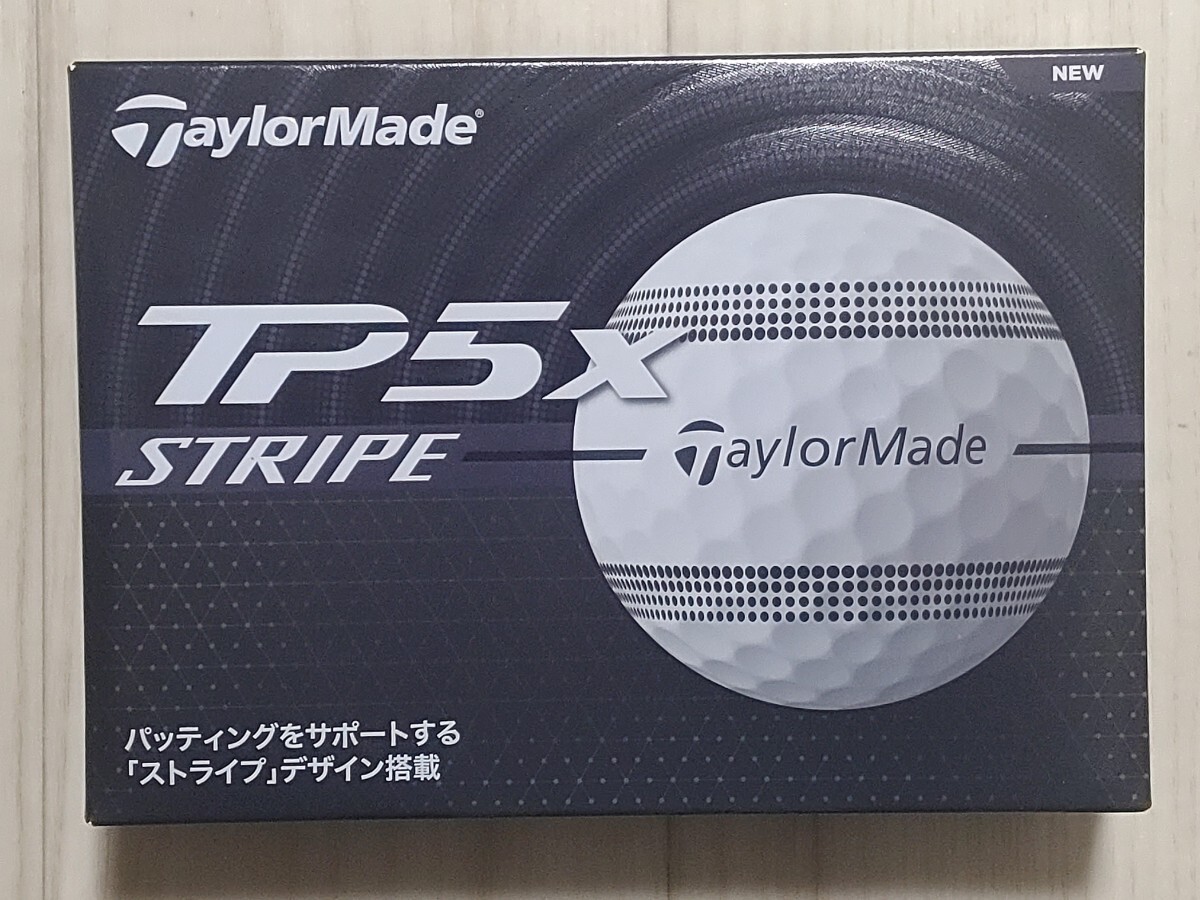 TaylorMade®
NEW
TP5x
STRIPE
TaylorMade
パッティングをサポートする
「ストライプ」デザイン搭載